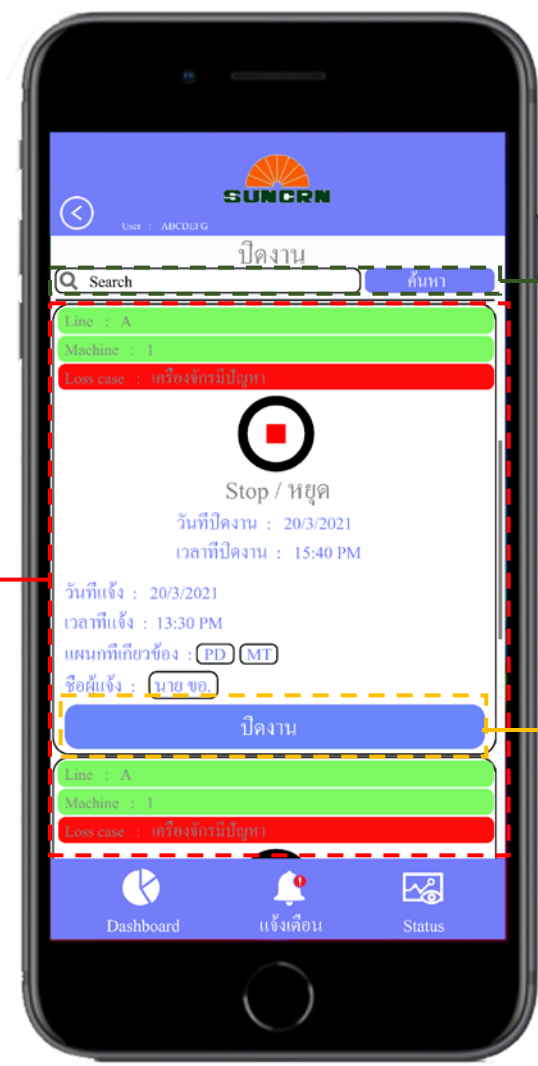 SUNCRN
User : ABCDEFG
ปิดงาน
Search
ค้นหา
Line : A
Machine : 1
Loss case : เครื่องจักรมีปัญหา
Stop / หยุด
วันที่ปิดงาน : 20/3/2021
เวลาที่ปิดงาน : 15:40 PM
วันที่แจ้ง : 20/3/2021
เวลาที่แจ้ง : 13:30 PM
แผนกที่เกี่ยวข้อง : PD MT
ชื่อผู้แจ้ง : นาย ขอ.
ปิดงาน
Line : A
Machine : 1
Loss case : เครื่องจักรมีปัญหา
Dashboard แจ้งเตือน Status